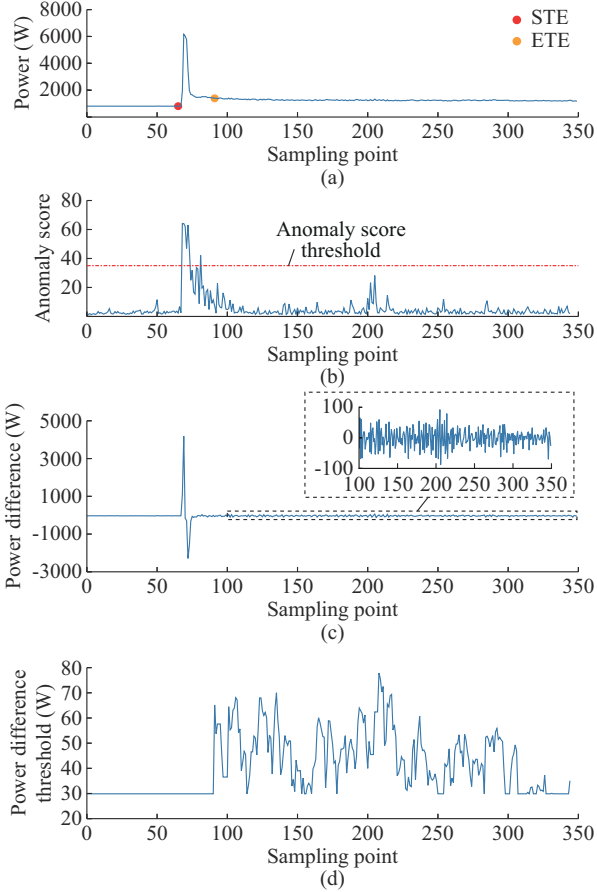 8000
6000
4000
2000
0
Power (W)
STE
ETE
0 50 100 150 200 250 300 350
Sampling point
(a)
80
60
40
20
Anomaly score
Anomaly score
threshold
0 50 100 150 200 250 300 350
Sampling point
(b)
5000
3000
1000
-1000
-3000
Power difference (W)
100
0
-100
100 150 200 250 300 350
0 50 100 150 200 250 300 350
Sampling point
(c)
80
70
60
50
40
30
20
Power difference
threshold (W)
0 50 100 150 200 250 300 350
Sampling point
(d)